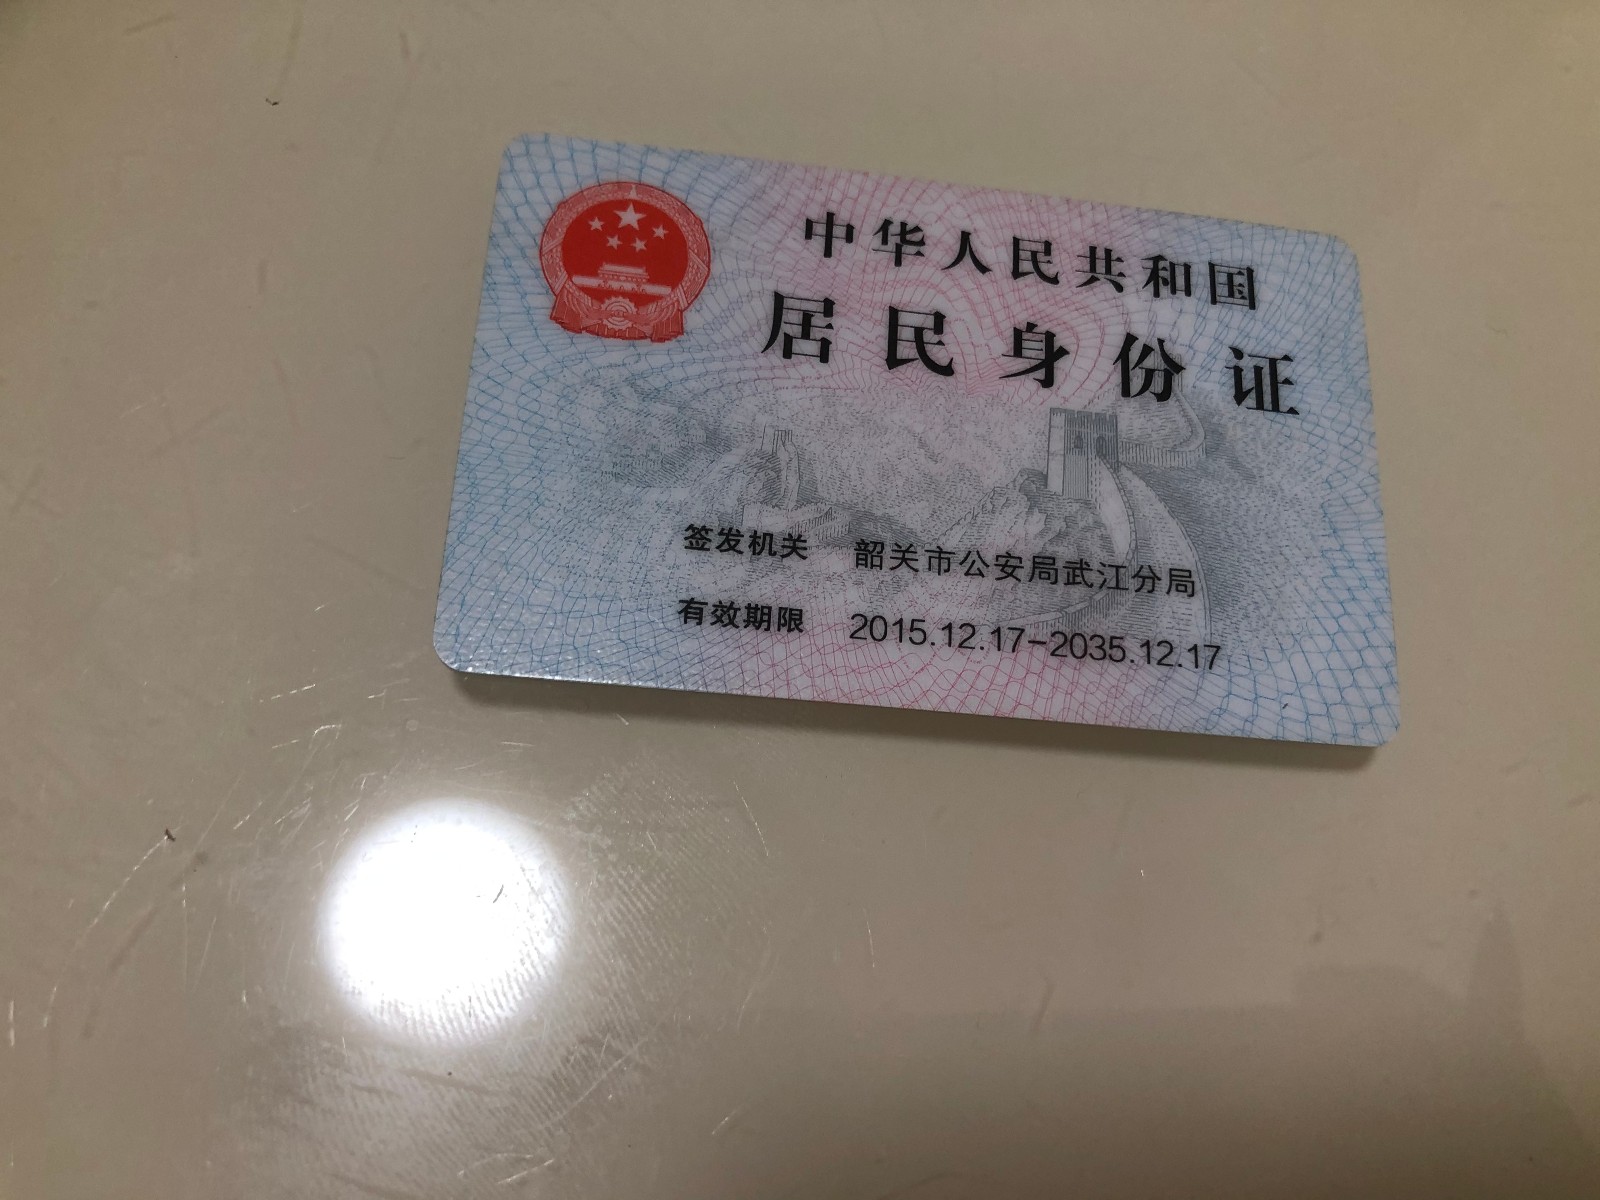 中华人民共和国
居民身份证
签发机关 韶关市公安局武江分局
有效期限 2015.12.17-2035.12.17